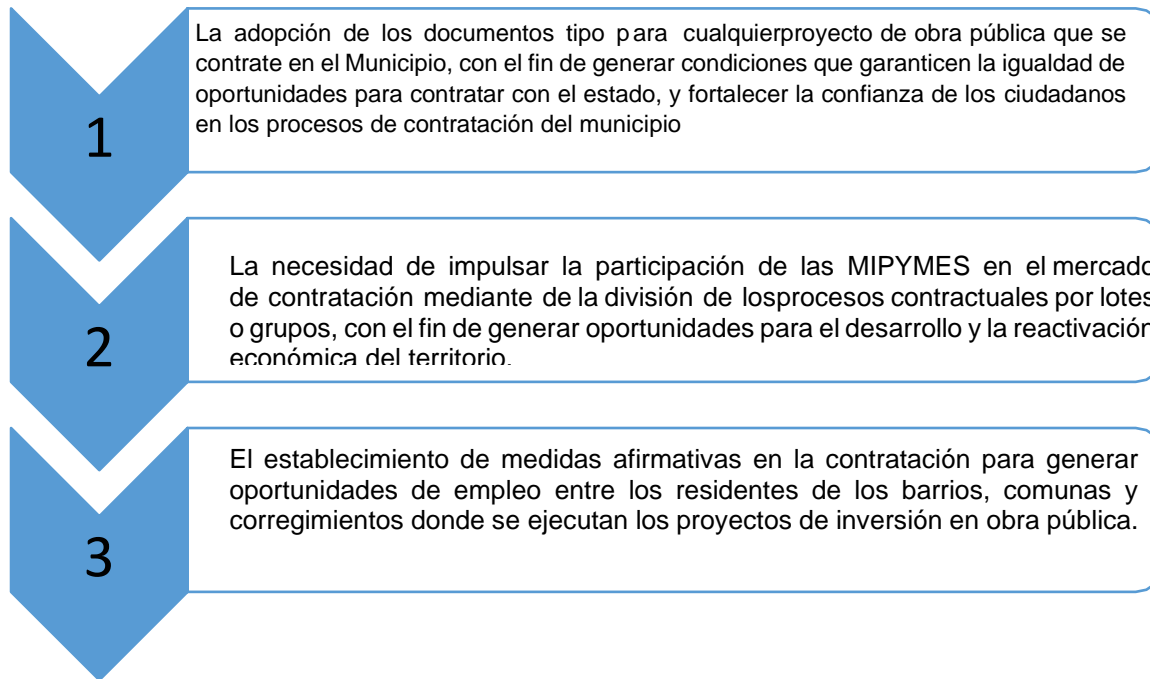 1
La adopción de los documentos tipo para cualquierproyecto de obra pública que se
contrate en el Municipio, con el fin de generar condiciones que garanticen la igualdad de
oportunidades para contratar con el estado, y fortalecer la confianza de los ciudadanos
en los procesos de contratación del municipio
2
La necesidad de impulsar la participación de las MIPYMES en el mercado
de contratación mediante de la división de losprocesos contractuales por lotes
o grupos, con el fin de generar oportunidades para el desarrollo y la reactivación
económica del territorio.
3
El establecimiento de medidas afirmativas en la contratación para generar
oportunidades de empleo entre los residentes de los barrios, comunas y
corregimientos donde se ejecutan los proyectos de inversión en obra pública.